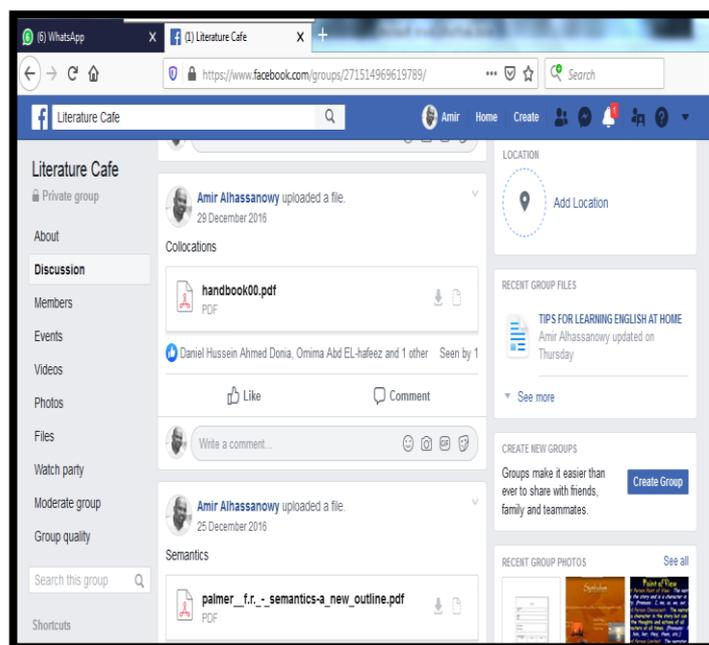 (6) WhatsApp X
(1) Literature Cafe X +
https://www.facebook.com/groups/271514969619789/ ••• Search
Literature Cafe
Amir Home Create 1
Literature Cafe
Private group
About
Discussion
Members
Events
Videos
Photos
Files
Watch party
Moderate group
Group quality
Search this group
Shortcuts
Amir Alhassanowy uploaded a file.
29 December 2016
Collocations
handbook00.pdf
PDF
Daniel Hussein Ahmed Donia, Omima Abd EL-hafeez and 1 other Seen by 1
Like Comment
Write a comment... GIF
Amir Alhassanowy uploaded a file.
25 December 2016
Semantics
palmer__f.r._-_semantics-a_new_outline.pdf
PDF
LOCATION
Add Location
RECENT GROUP FILES
TIPS FOR LEARNING ENGLISH AT HOME
Amir Alhassanowy updated on
Thursday
See more
CREATE NEW GROUPS
Groups make it easier than
ever to share with friends,
family and teammates.
Create Group
RECENT GROUP PHOTOS See all
Symbolism
Point of View